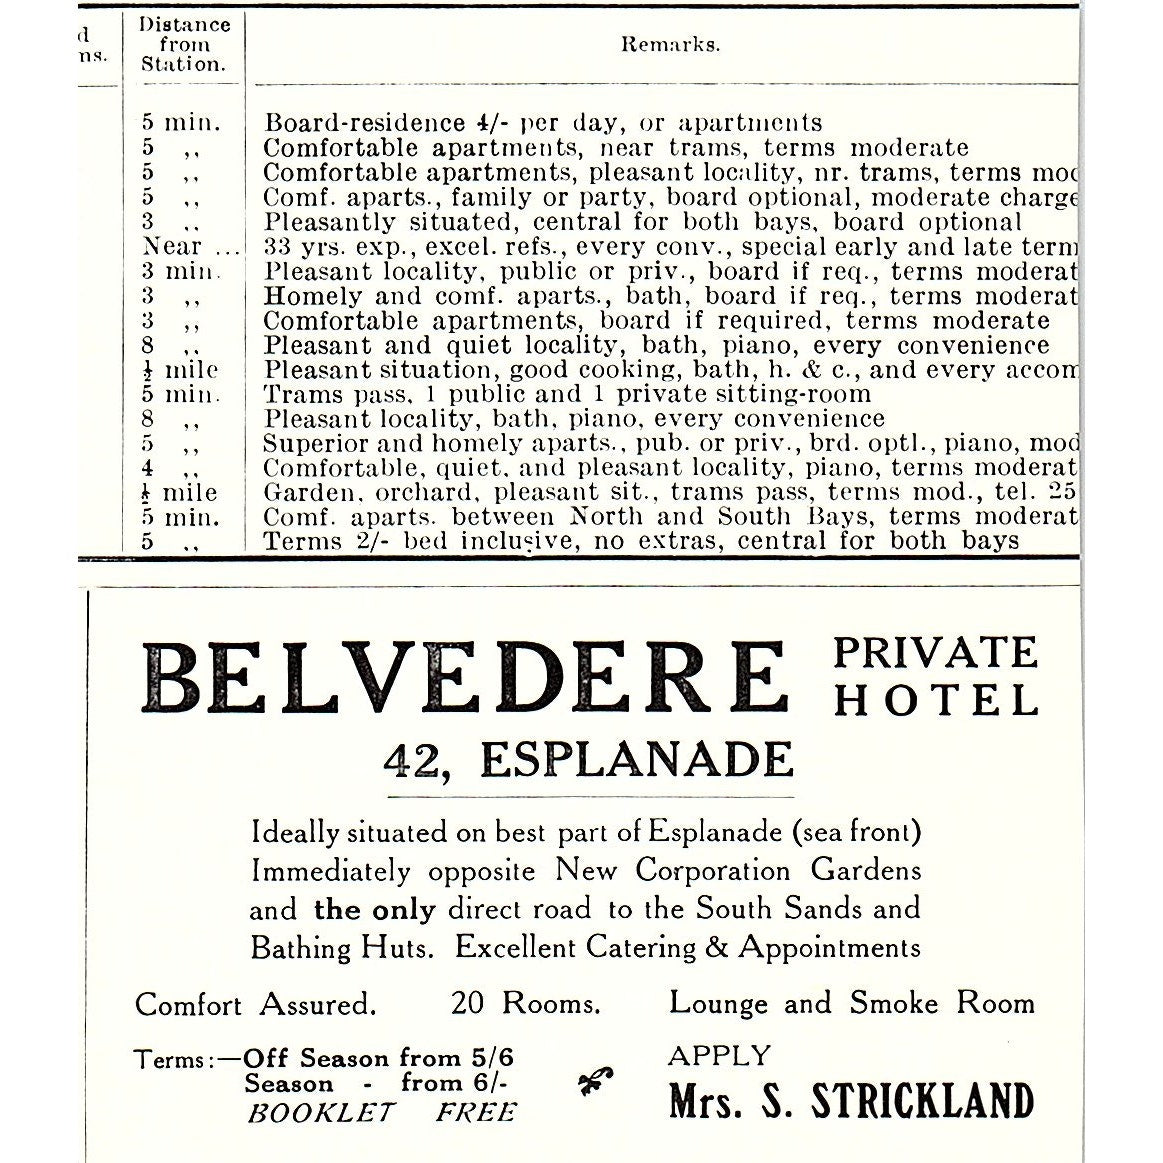 Distance
from
Station.
Remarks.
5 min. Board-residence 4/- per day, or apartments
5 ,, Comfortable apartments, near trams, terms moderate
5 ,, Comfortable apartments, pleasant locality, nr. trams, terms mod
5 ,, Comf. aparts., family or party, board optional, moderate charge
3 ,, Pleasantly situated, central for both bays, board optional
Near ... 33 yrs. exp., excel. refs., every conv., special early and late term
3 min. Pleasant locality, public or priv., board if req., terms moderat
3 ,, Homely and comf. aparts., bath, board if req., terms moderat
3 ,, Comfortable apartments, board if required, terms moderate
8 ,, Pleasant and quiet locality, bath, piano, every convenience
½ mile Pleasant situation, good cooking, bath, h. & c., and every accom
5 min. Trams pass, 1 public and 1 private sitting-room
8 ,, Pleasant locality, bath, piano, every convenience
5 ,, Superior and homely aparts., pub. or priv., brd. optl., piano, mod
4 ,, Comfortable, quiet, and pleasant locality, piano, terms moderat
mile Garden, orchard, pleasant sit., trams pass, terms mod., tel. 25
5 min. Comf. aparts. between North and South Bays, terms moderat
5 ,, Terms 2/- bed inclusive, no extras, central for both bays
BELVEDERE PRIVATE HOTEL
42, ESPLANADE
Ideally situated on best part of Esplanade (sea front)
Immediately opposite New Corporation Gardens
and the only direct road to the South Sands and
Bathing Huts. Excellent Catering & Appointments
Comfort Assured. 20 Rooms. Lounge and Smoke Room
Terms:—Off Season from 5/6
Season - from 6/-
BOOKLET FREE
APPLY
Mrs. S. STRICKLAND